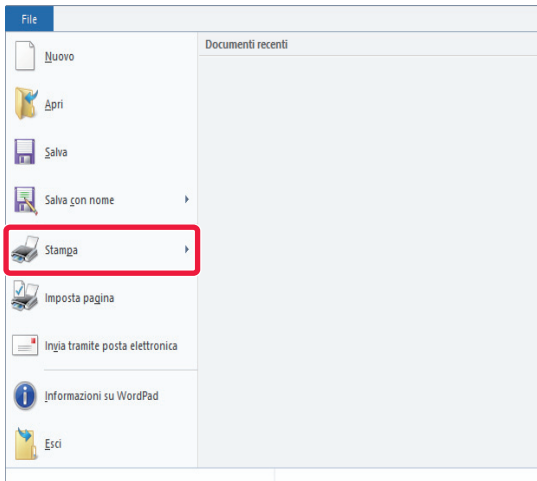 File
Documenti recenti
Nuovo
Apri
Salva
Salva con nome
Stampa
Imposta pagina
Invia tramite posta elettronica
Informazioni su WordPad
Esci